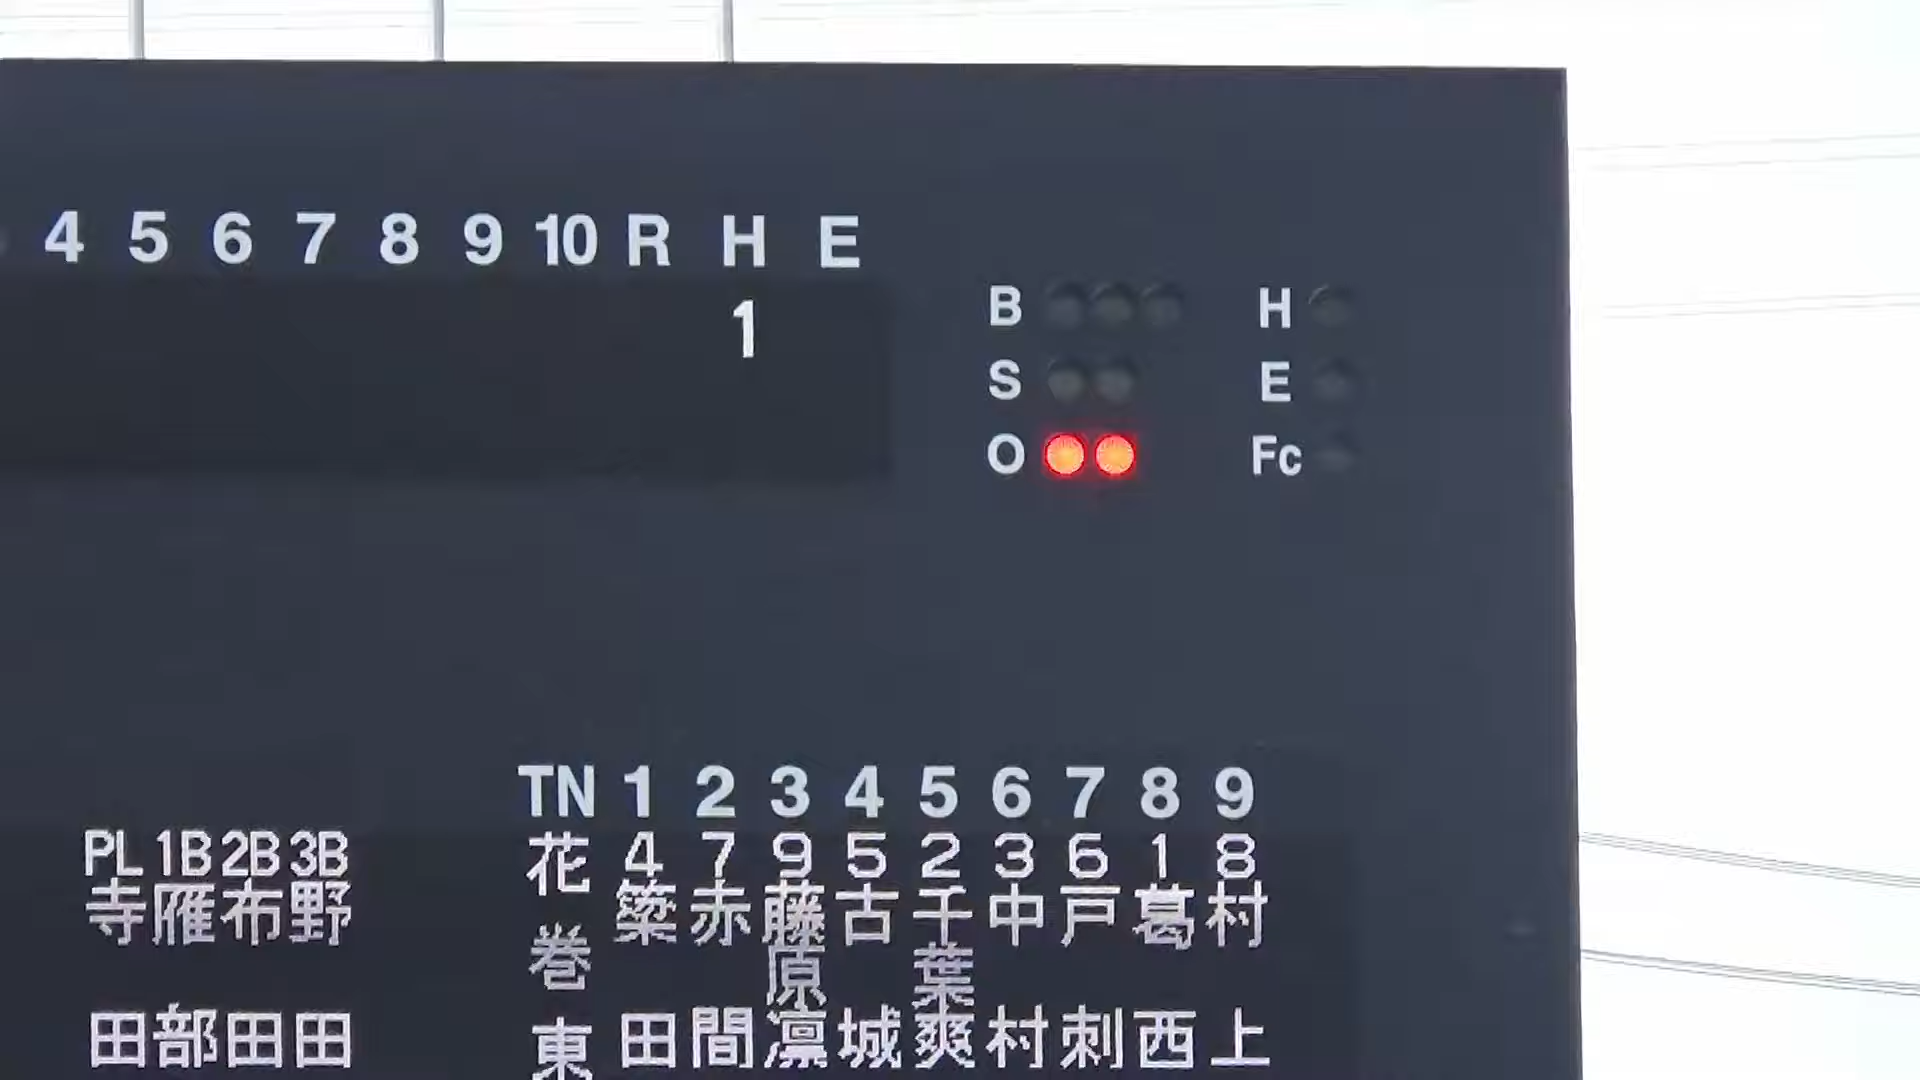 4 5 6 7 8 9 10 R H E
1
B H
S E
O Fc
TN 1 2 3 4 5 6 7 8 9
PL 1B 2B 3B
寺田 雁部 布田 野田
花巻東
4 7 9 5 2 3 6 1 8
簗田 赤間 藤原凛 古城 千葉爽 中村 戸刺 葛西 村上